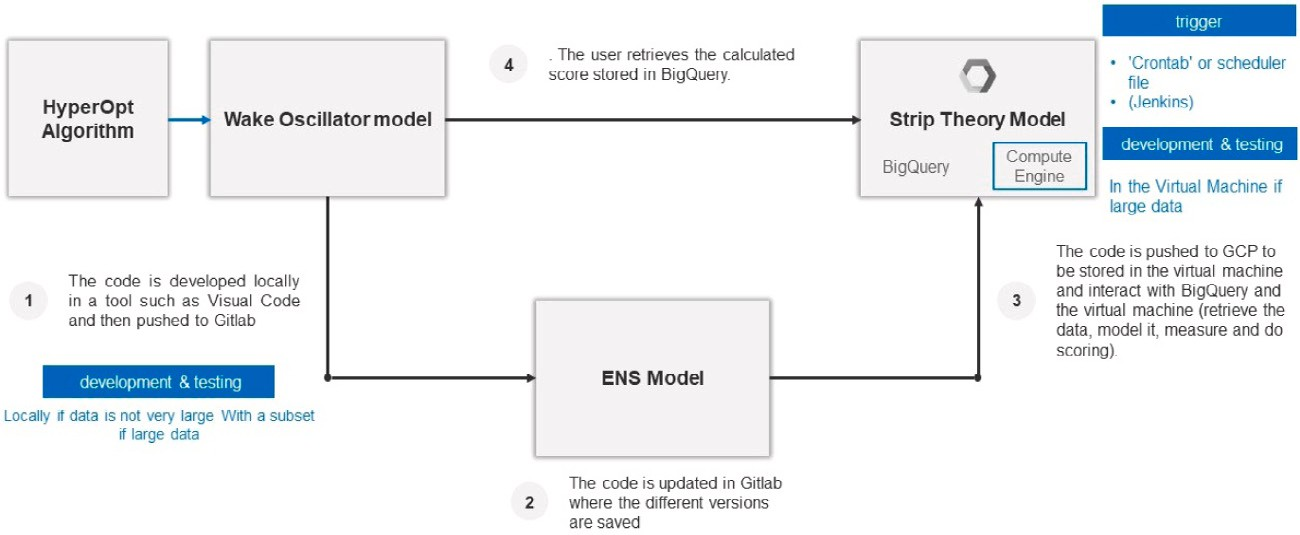 HyperOpt
Algorithm
Wake Oscillator model
4
. The user retrieves the calculated
score stored in BigQuery.
Strip Theory Model
BigQuery
Compute
Engine
trigger
• 'Crontab' or scheduler
file
• (Jenkins)
development & testing
In the Virtual Machine if
large data
1
The code is developed locally
in a tool such as Visual Code
and then pushed to Gitlab
development & testing
Locally if data is not very large With a subset
if large data
ENS Model
2
The code is updated in Gitlab
where the different versions
are saved
3
The code is pushed to GCP to
be stored in the virtual machine
and interact with BigQuery and
the virtual machine (retrieve the
data, model it, measure and do
scoring).